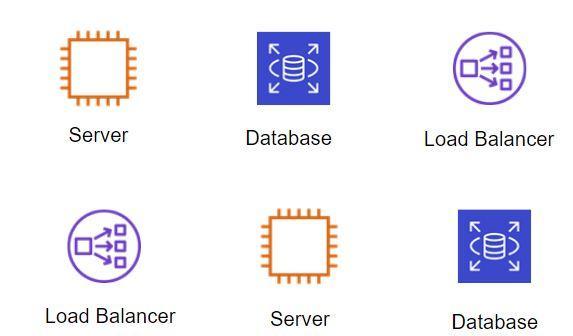 Server
Database
Load Balancer
Load Balancer
Server
Database